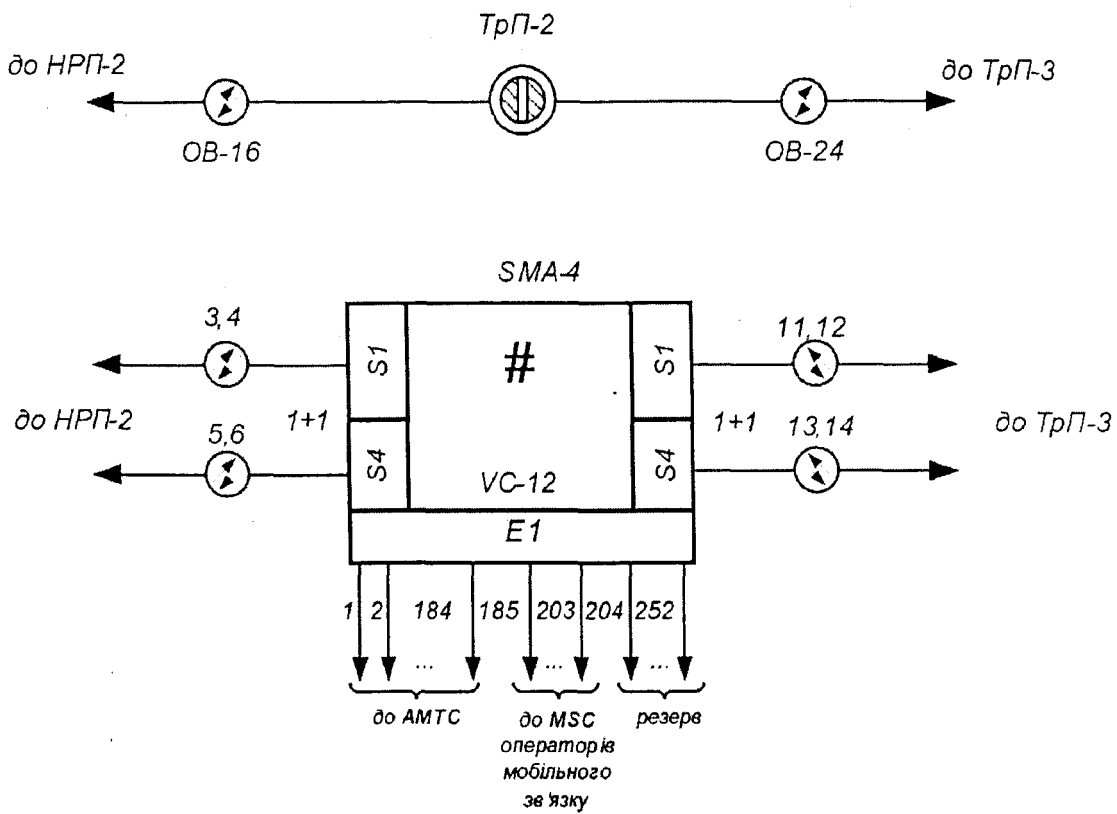 ТрП-2
до НРП-2
до ТрП-3
ОВ-16
ОВ-24
SMA-4
3,4
11,12
S1
#
S1
до НРП-2
1+1
1+1
до ТрП-3
5,6
13,14
S4
VC-12
S4
E1
1 2 184 185 203 204 252
... ... ...
до АМТС
до MSC
операторів
мобільного
зв'язку
резерв